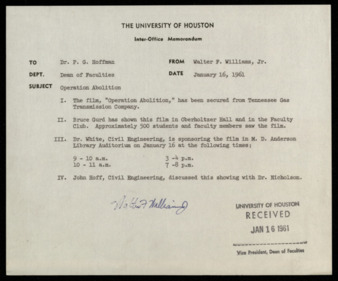 THE UNIVERSITY OF HOUSTON
Inter-Office Memorandum
TO Dr. P. G. Hoffman FROM Walter F. Williams, Jr.
DEPT. Dean of Faculties DATE January 16, 1961
SUBJECT Operation Abolition
I. The film, "Operation Abolition," has been secured from Tennessee Gas
Transmission Company.
II. Bruce Gurd has shown this film in Oberholtzer Hall and in the Faculty
Club. Approximately 300 students and faculty members saw the film.
III. Dr. White, Civil Engineering, is sponsoring the film in M. D. Anderson
Library Auditorium on January 16 at the following times;
9 - 10 a.m. 3 -4 p.m.
10 - 11 a.m. 7 -8 p.m.
IV. John Hoff, Civil Engineering, discussed this showing with Dr. Nicholson.
UNIVERSITY OF HOUSTON
RECEIVED
JAN 16 1961
Vice President, Dean of Faculties